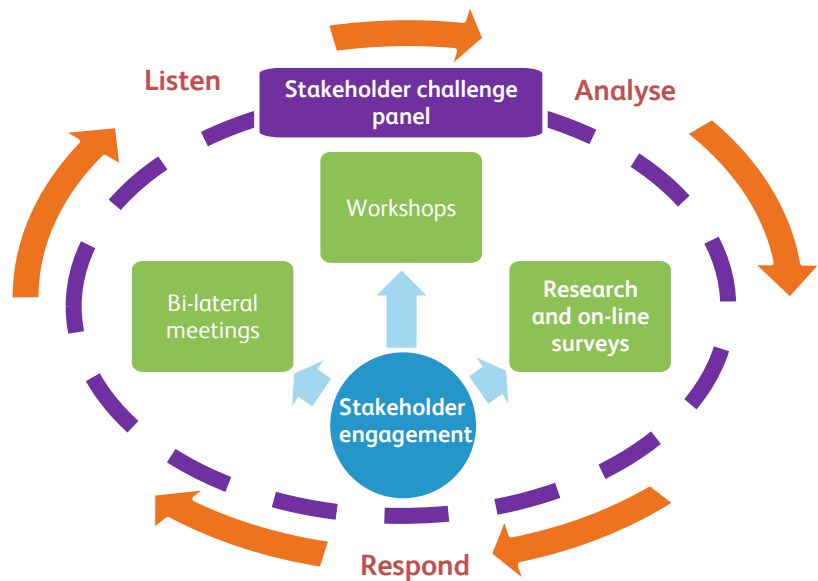 Listen
Stakeholder challenge
panel
Analyse
Workshops
Bi-lateral
meetings
Research
and on-line
surveys
Stakeholder
engagement
Respond